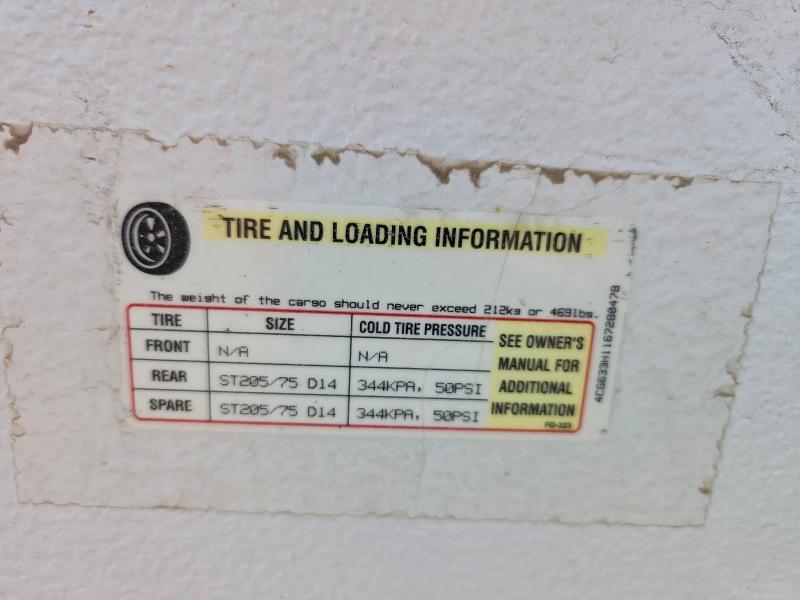 TIRE AND LOADING INFORMATION
The weight of the cargo should never exceed 212kg or 469lbs.
TIRE SIZE COLD TIRE PRESSURE SEE OWNER'S MANUAL FOR ADDITIONAL INFORMATION
FRONT N/A N/A
REAR ST205/75 D14 344KPA, 50PSI
SPARE ST205/75 D14 344KPA, 50PSI